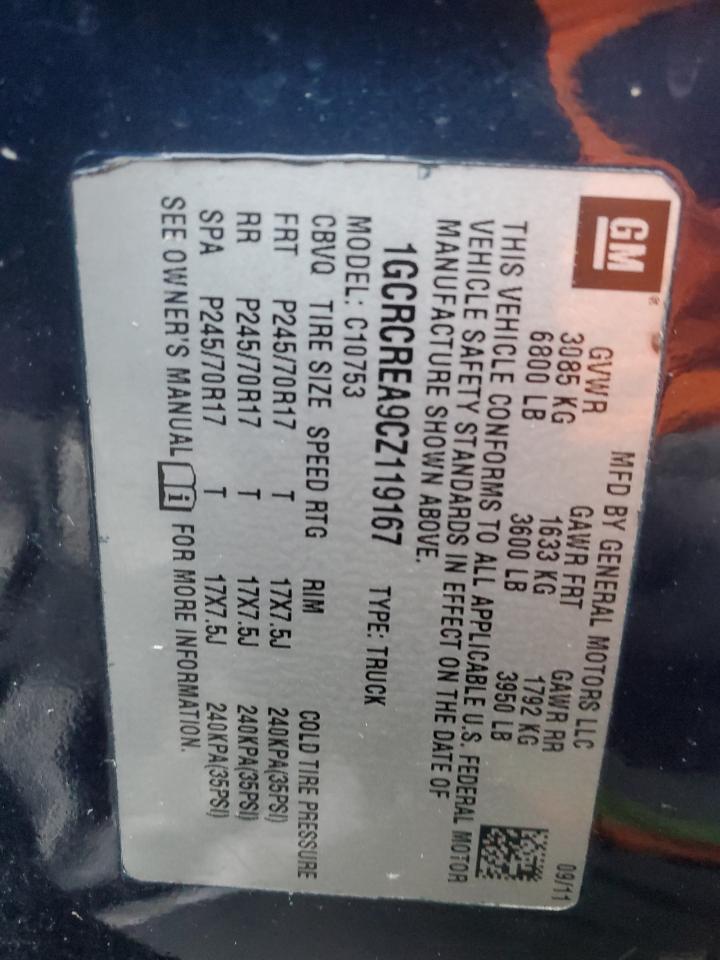 GM
MFD BY GENERAL MOTORS LLC 09/11
GVWR GAWR FRT GAWR RR
3085 KG 1633 KG 1792 KG
6800 LB 3600 LB 3950 LB
THIS VEHICLE CONFORMS TO ALL APPLICABLE U.S. FEDERAL MOTOR
VEHICLE SAFETY STANDARDS IN EFFECT ON THE DATE OF
MANUFACTURE SHOWN ABOVE.
1GCRCREA9CZ119167 TYPE: TRUCK
MODEL: C10753
CBVQ TIRE SIZE SPEED RTG RIM COLD TIRE PRESSURE
FRT P245/70R17 T 17X7.5J 240KPA(35PSI)
RR P245/70R17 T 17X7.5J 240KPA(35PSI)
SPA P245/70R17 T 17X7.5J 240KPA(35PSI)
SEE OWNER'S MANUAL i FOR MORE INFORMATION.